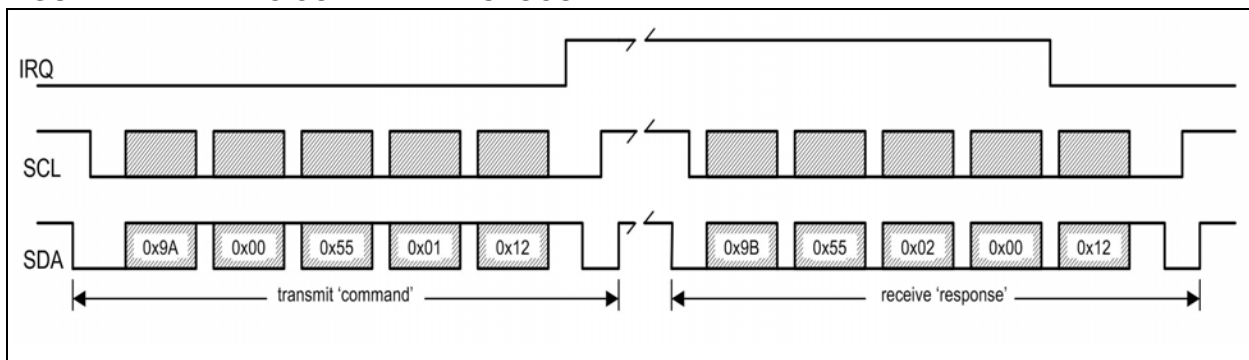 IRQ
SCL
SDA
0x9A 0x00 0x55 0x01 0x12 0x9B 0x55 0x02 0x00 0x12
transmit ‘command’ receive ‘response’